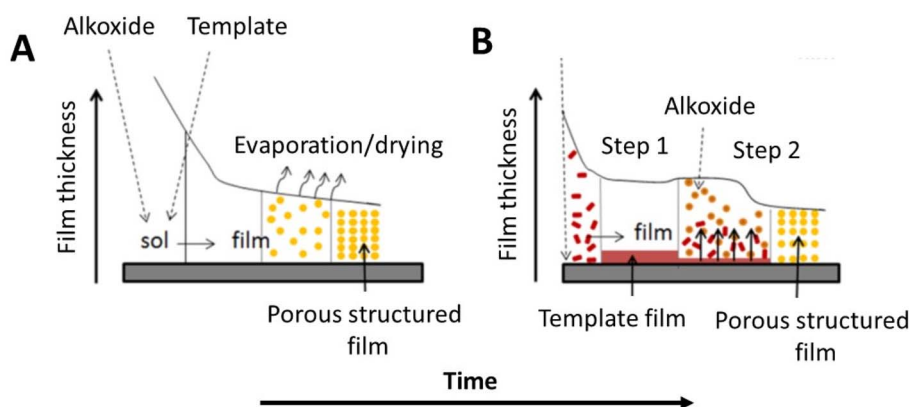 A
Alkoxide
Template
Film thickness
Evaporation/drying
sol
film
Porous structured
film
B
Film thickness
Alkoxide
Step 1
Step 2
film
Template film
Porous structured
film
Time